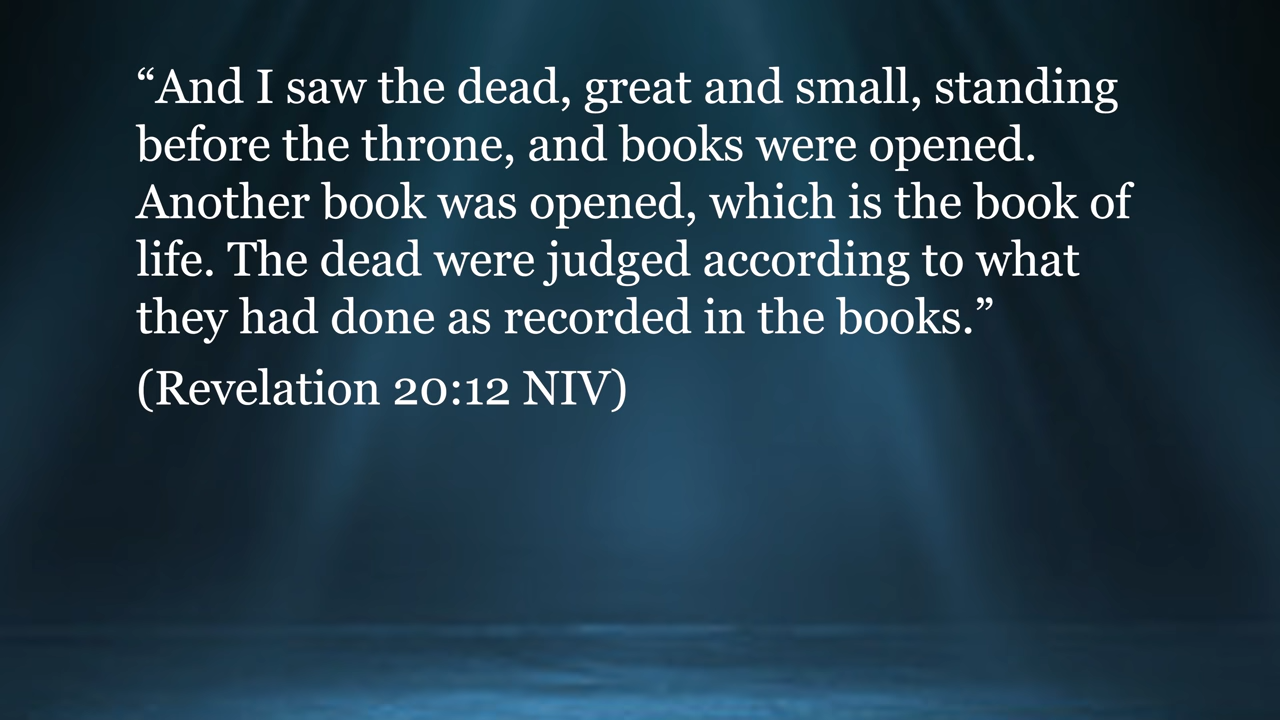 “And I saw the dead, great and small, standing
before the throne, and books were opened.
Another book was opened, which is the book of
life. The dead were judged according to what
they had done as recorded in the books.”
(Revelation 20:12 NIV)